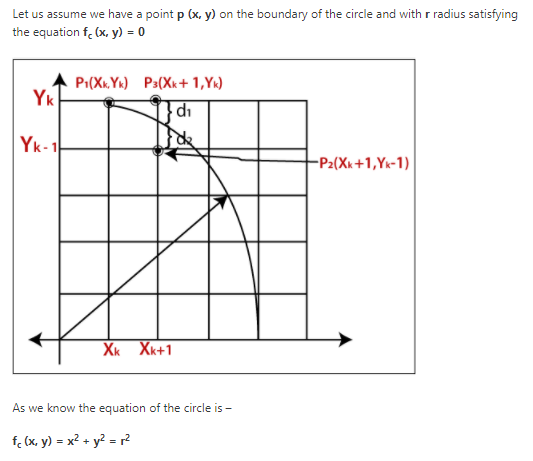 Let us assume we have a point p (x, y) on the boundary of the circle and with r radius satisfying
the equation f꜀ (x, y) = 0
P₁(Xₖ,Yₖ) P₃(Xₖ+ 1,Yₖ)
Yₖ
d₁
Yₖ-1
d₂
P₂(Xₖ+1,Yₖ-1)
Xₖ Xₖ+1
As we know the equation of the circle is –
f꜀ (x, y) = x² + y² = r²